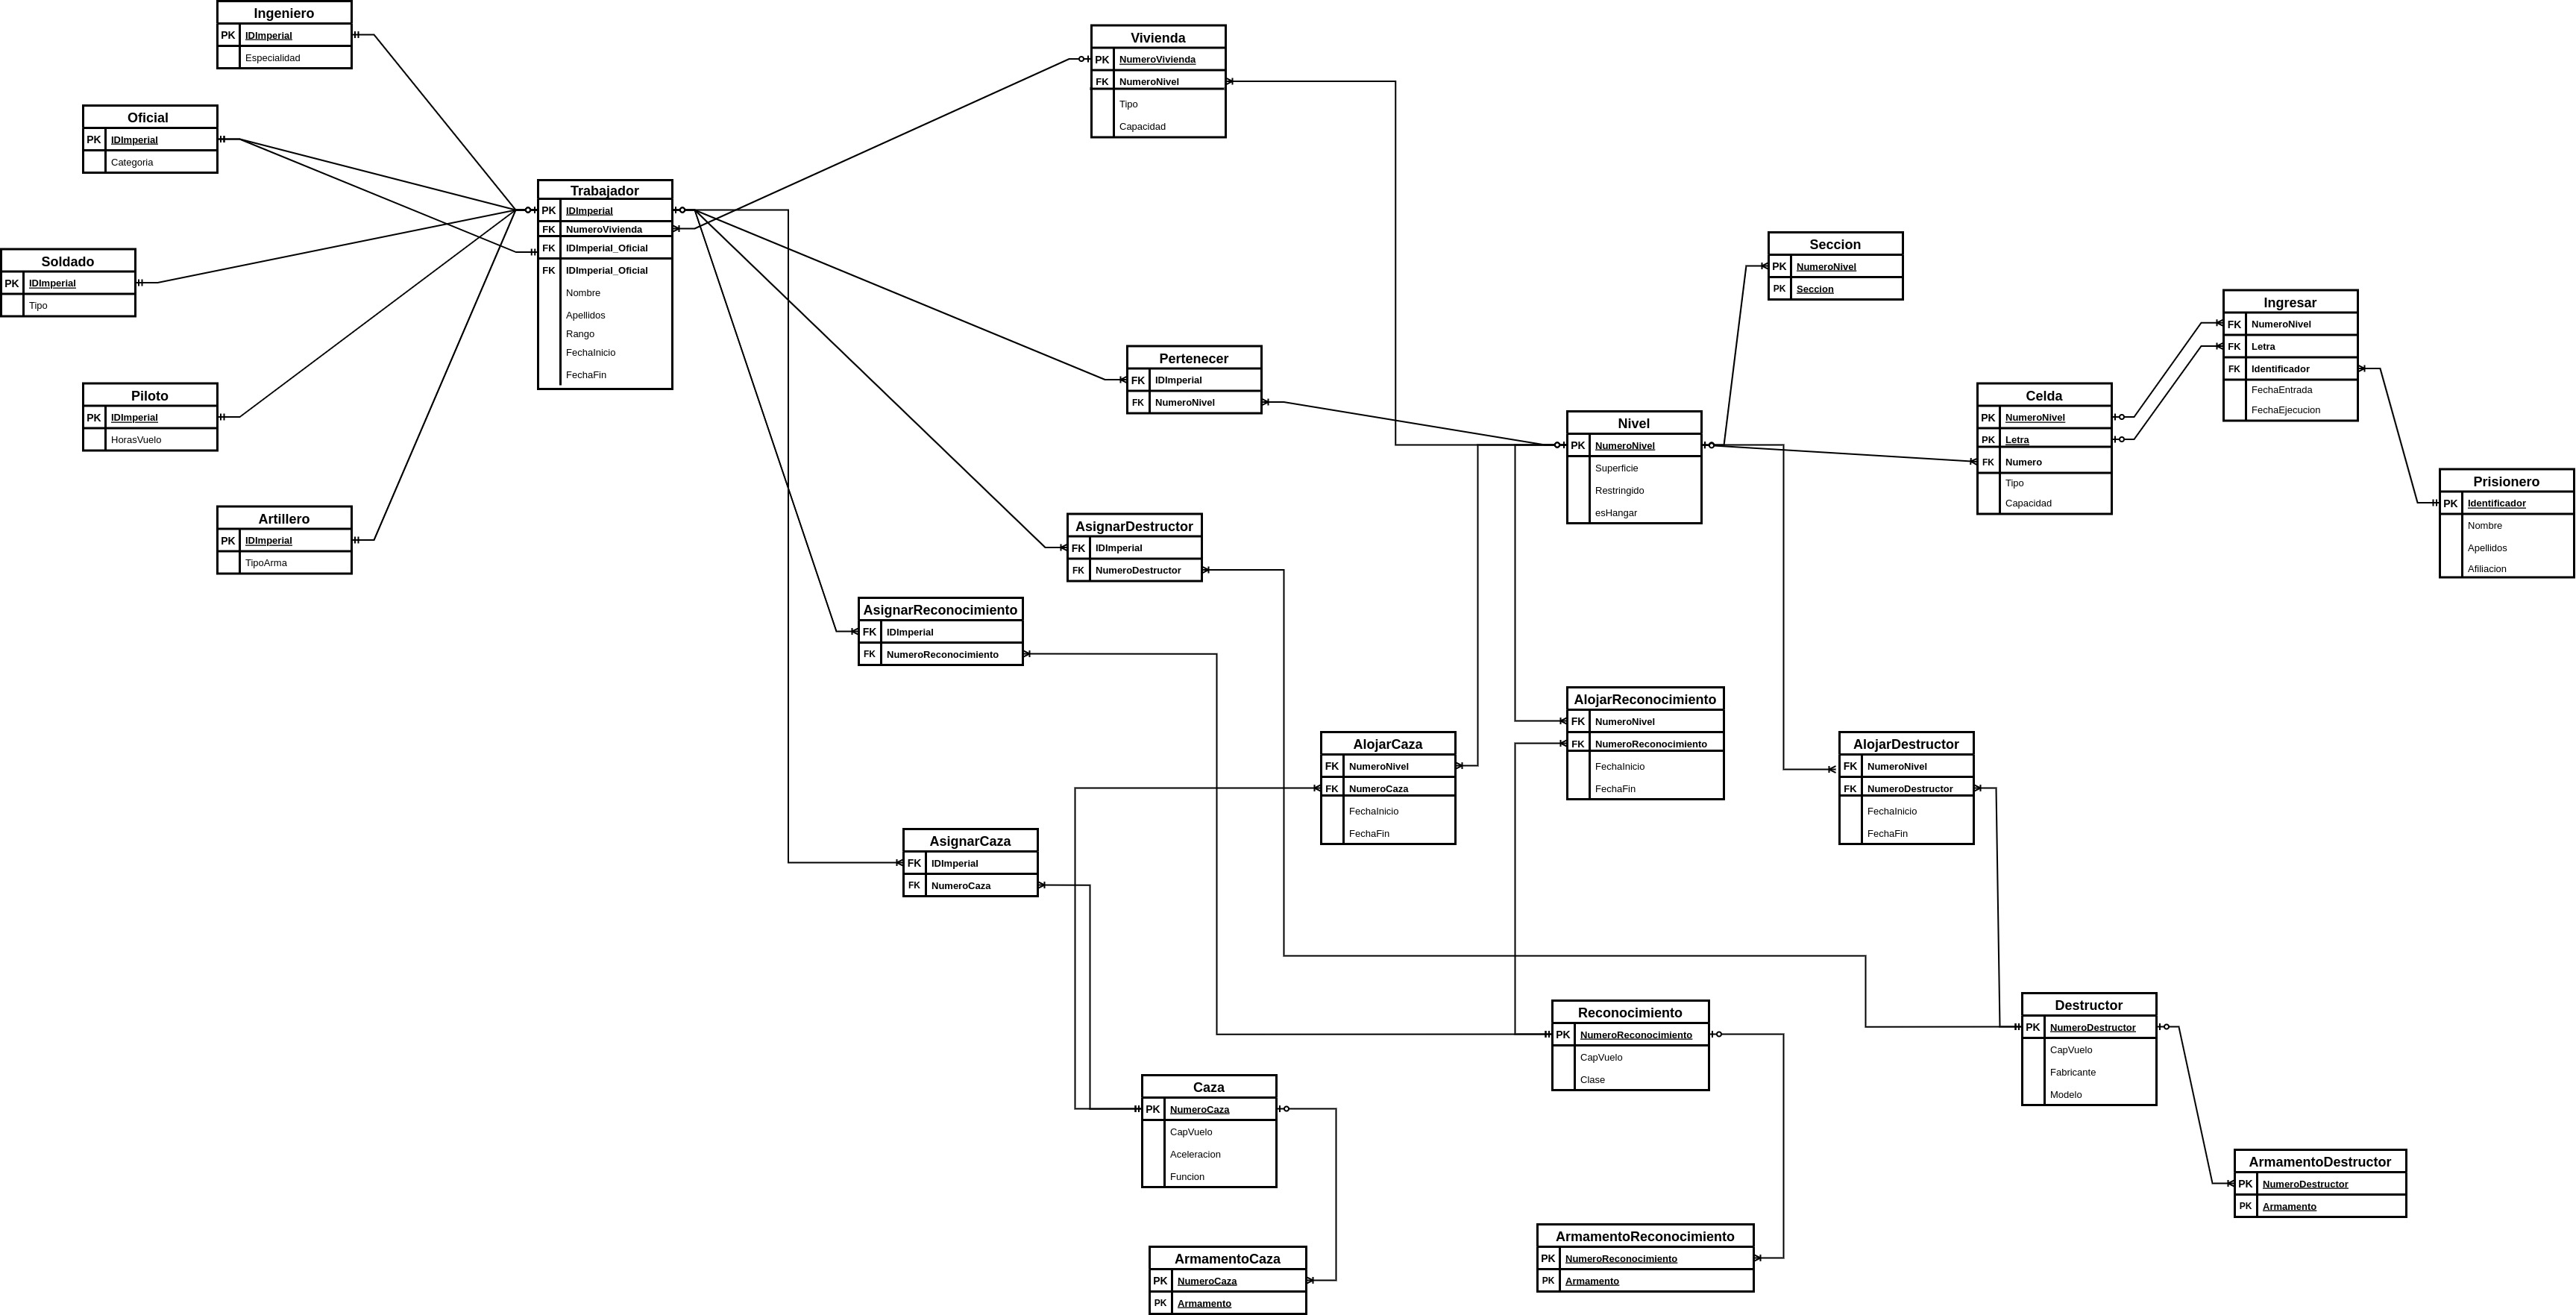 Ingeniero
PK IDImperial
Especialidad
Oficial
PK IDImperial
Categoria
Soldado
PK IDImperial
Tipo
Piloto
PK IDImperial
HorasVuelo
Artillero
PK IDImperial
TipoArma
Trabajador
PK IDImperial
FK NumeroVivienda
FK IDImperial_Oficial
FK IDImperial_Oficial
Nombre
Apellidos
Rango
FechaInicio
FechaFin
Vivienda
PK NumeroVivienda
FK NumeroNivel
Tipo
Capacidad
Pertenecer
FK IDImperial
FK NumeroNivel
AsignarDestructor
FK IDImperial
FK NumeroDestructor
AsignarReconocimiento
FK IDImperial
FK NumeroReconocimiento
AsignarCaza
FK IDImperial
FK NumeroCaza
Seccion
PK NumeroNivel
PK Seccion
Nivel
PK NumeroNivel
Superficie
Restringido
esHangar
Celda
PK NumeroNivel
PK Letra
FK Numero
Tipo
Capacidad
Ingresar
FK NumeroNivel
FK Letra
FK Identificador
FechaEntrada
FechaEjecucion
Prisionero
PK Identificador
Nombre
Apellidos
Afiliacion
AlojarCaza
FK NumeroNivel
FK NumeroCaza
FechaInicio
FechaFin
AlojarReconocimiento
FK NumeroNivel
FK NumeroReconocimiento
FechaInicio
FechaFin
AlojarDestructor
FK NumeroNivel
FK NumeroDestructor
FechaInicio
FechaFin
Caza
PK NumeroCaza
CapVuelo
Aceleracion
Funcion
Reconocimiento
PK NumeroReconocimiento
CapVuelo
Clase
Destructor
PK NumeroDestructor
CapVuelo
Fabricante
Modelo
ArmamentoCaza
PK NumeroCaza
PK Armamento
ArmamentoReconocimiento
PK NumeroReconocimiento
PK Armamento
ArmamentoDestructor
PK NumeroDestructor
PK Armamento